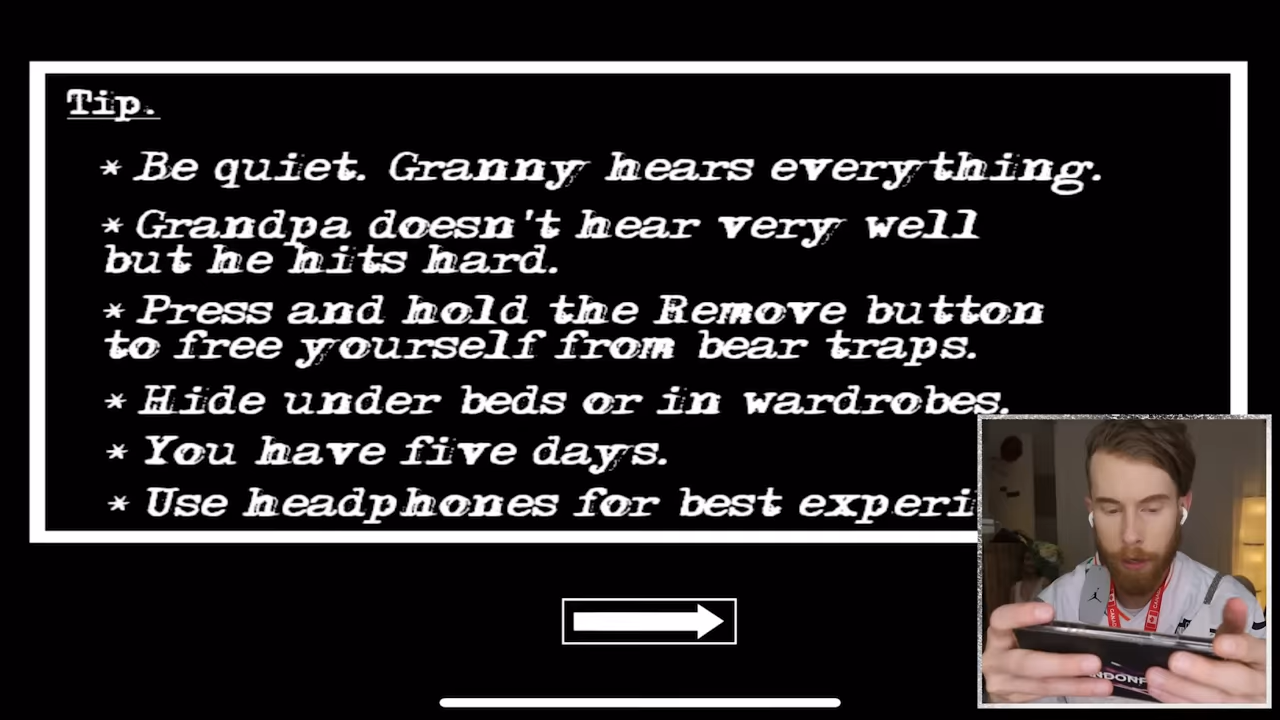 Tip.
* Be quiet. Granny hears everything.
* Grandpa doesn't hear very well
but he hits hard.
* Press and hold the Remove button
to free yourself from bear traps.
* Hide under beds or in wardrobes.
* You have five days.
* Use headphones for best experi